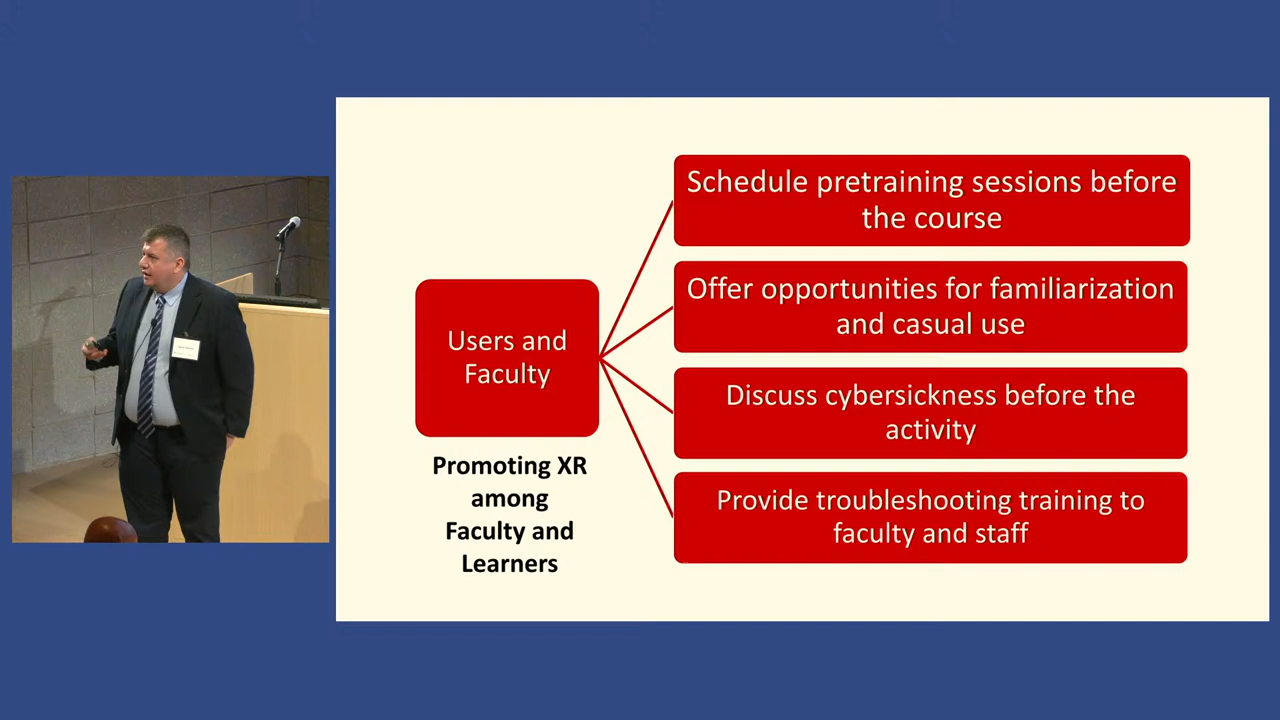 Schedule pretraining sessions before
the course
Offer opportunities for familiarization
and casual use
Users and
Faculty
Discuss cybersickness before the
activity
Promoting XR
among
Faculty and
Learners
Provide troubleshooting training to
faculty and staff